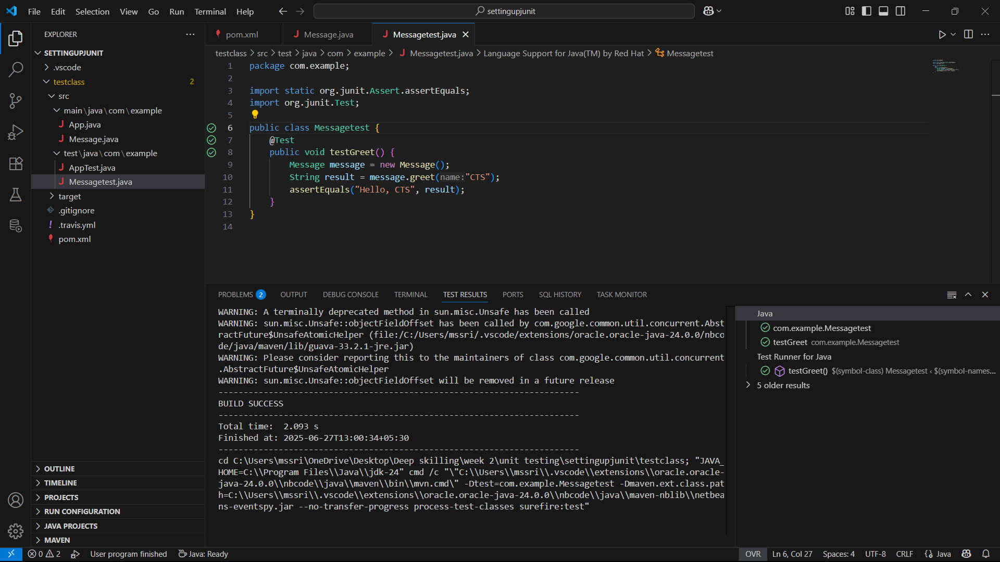 File Edit Selection View Go Run Terminal Help
settingupjunit
EXPLORER
SETTINGUPJUNIT
.vscode
testclass 2
src
main\java\com\example
App.java
Message.java
test\java\com\example
AppTest.java
Messagetest.java
target
.gitignore
.travis.yml
pom.xml
OUTLINE
TIMELINE
PROJECTS
RUN CONFIGURATION
JAVA PROJECTS
MAVEN
pom.xml Message.java Messagetest.java
testclass > src > test > java > com > example > Messagetest.java > Language Support for Java(TM) by Red Hat > Messagetest
1 package com.example;
2
3 import static org.junit.Assert.assertEquals;
4 import org.junit.Test;
5
6 public class Messagetest {
7 @Test
8 public void testGreet() {
9 Message message = new Message();
10 String result = message.greet(name:"CTS");
11 assertEquals("Hello, CTS", result);
12 }
13 }
14
PROBLEMS 2 OUTPUT DEBUG CONSOLE TERMINAL TEST RESULTS PORTS SQL HISTORY TASK MONITOR
WARNING: A terminally deprecated method in sun.misc.Unsafe has been called
WARNING: sun.misc.Unsafe::objectFieldOffset has been called by com.google.common.util.concurrent.Abst
ractFuture$UnsafeAtomicHelper (file:/C:/Users/mssri/.vscode/extensions/oracle.oracle-java-24.0.0/nbco
de/java/maven/lib/guava-33.2.1-jre.jar)
WARNING: Please consider reporting this to the maintainers of class com.google.common.util.concurrent
.AbstractFuture$UnsafeAtomicHelper
WARNING: sun.misc.Unsafe::objectFieldOffset will be removed in a future release
------------------------------------------------------------------------
BUILD SUCCESS
------------------------------------------------------------------------
Total time:  2.093 s
Finished at: 2025-06-27T13:00:34+05:30
------------------------------------------------------------------------
cd C:\Users\mssri\OneDrive\Desktop\Deep skilling\week 2\unit testing\settingupjunit\testclass; "JAVA_
HOME=C:\\Program Files\\Java\\jdk-24" cmd /c "\"C:\\Users\\mssri\\.vscode\\extensions\\oracle.oracle-
java-24.0.0\\nbcode\\java\\maven\\bin\\mvn.cmd\" -Dtest=com.example.Messagetest -Dmaven.ext.class.pat
h=C:\\Users\\mssri\\.vscode\\extensions\\oracle.oracle-java-24.0.0\\nbcode\\java\\maven-nblib\\netbea
ns-eventspy.jar --no-transfer-progress process-test-classes surefire:test"
Java
com.example.Messagetest
testGreet com.example.Messagetest
Test Runner for Java
testGreet() $(symbol-class) Messagetest ‹ $(symbol-names...
5 older results
0 2 User program finished Java: Ready
OVR Ln 6, Col 27 Spaces: 4 UTF-8 CRLF {} Java